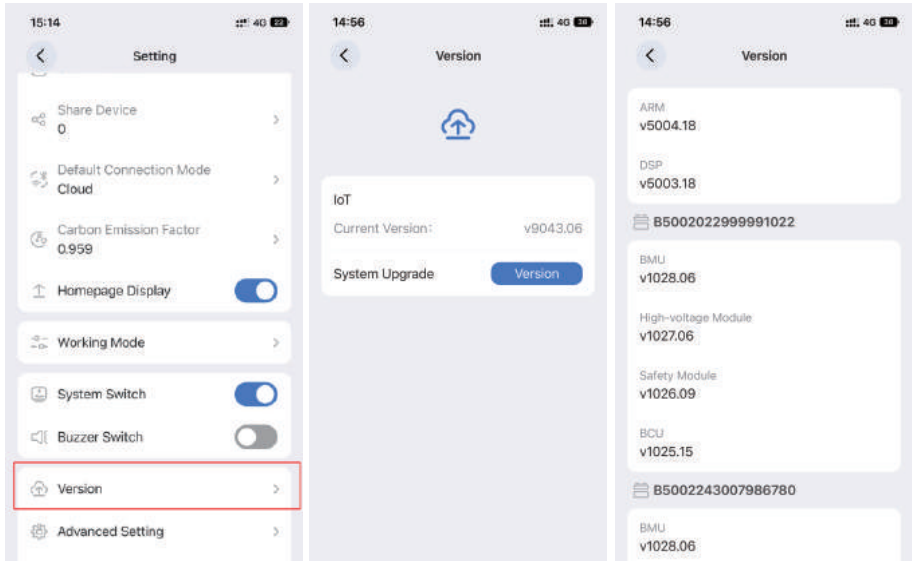 15:14
4G 22
Setting
Share Device
0
Default Connection Mode
Cloud
Carbon Emission Factor
0.959
Homepage Display
Working Mode
System Switch
Buzzer Switch
Version
Advanced Setting
14:56
4G 36
Version
IoT
Current Version: v9043.06
System Upgrade Version
14:56
4G 36
Version
ARM
v5004.18
DSP
v5003.18
B5002022999991022
BMU
v1028.06
High-voltage Module
v1027.06
Safety Module
v1026.09
BCU
v1025.15
B5002243007986780
BMU
v1028.06